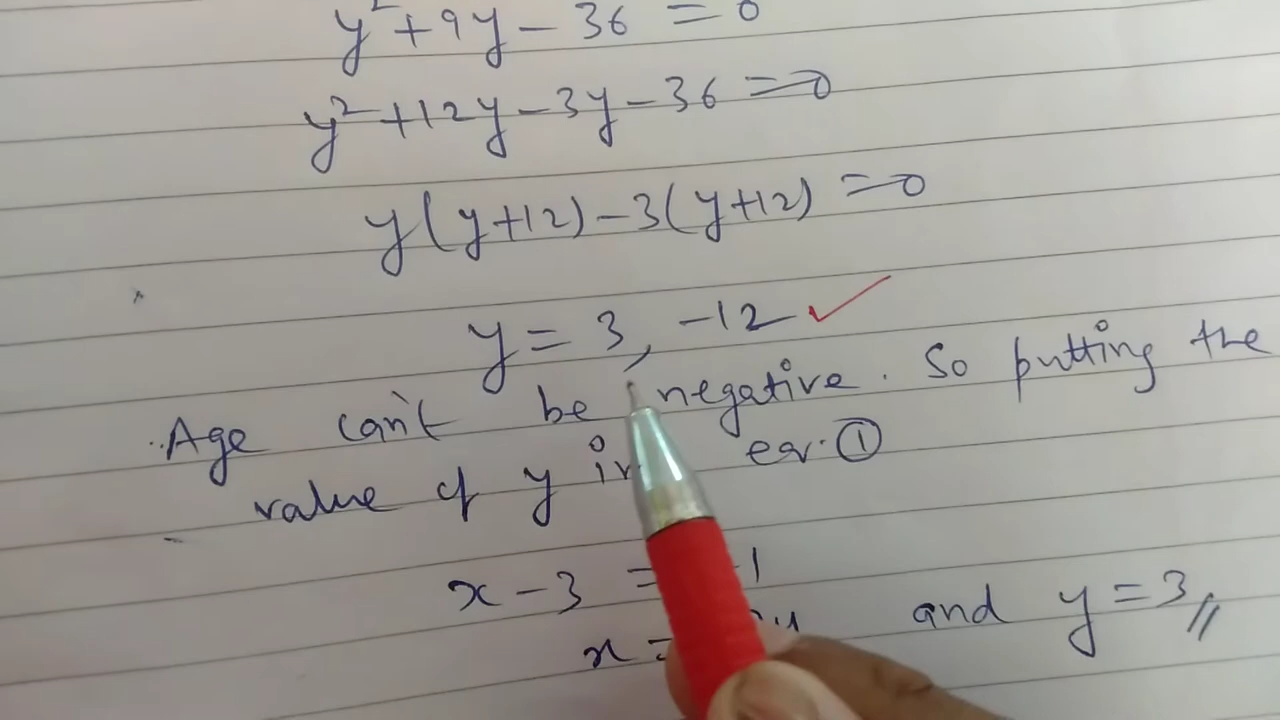 y² + 9y - 36 = 0
y² + 12y - 3y - 36 = 0
y(y+12) - 3(y+12) = 0
y = 3, -12 ✓
Age can't be negative. So putting the
value of y in eq. ①
x - 3 =
x = and y = 3 //